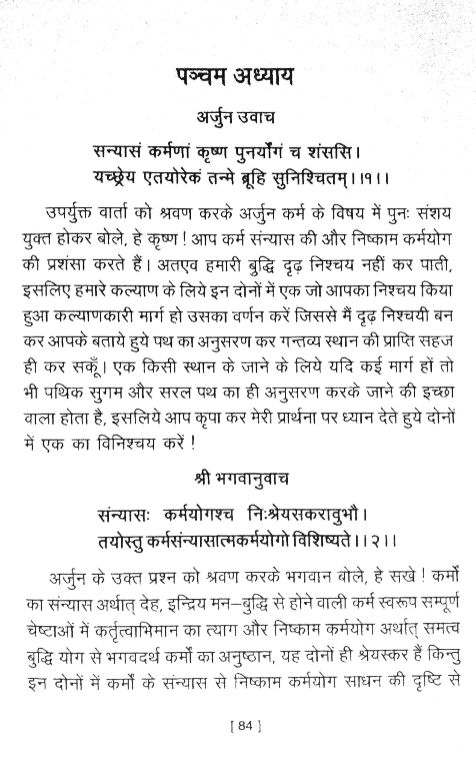 पञ्चम अध्याय
अर्जुन उवाच
सन्यासं कर्मणां कृष्ण पुनर्योगं च शंससि।
यच्छ्रेय एतयोरेकं तन्मे ब्रूहि सुनिश्चितम्।।१।।
उपर्युक्त वार्ता को श्रवण करके अर्जुन कर्म के विषय में पुनः संशय
युक्त होकर बोले, हे कृष्ण ! आप कर्म संन्यास की और निष्काम कर्मयोग
की प्रशंसा करते हैं। अतएव हमारी बुद्धि दृढ़ निश्चय नहीं कर पाती,
इसलिए हमारे कल्याण के लिये इन दोनों में एक जो आपका निश्चय किया
हुआ कल्याणकारी मार्ग हो उसका वर्णन करें जिससे मैं दृढ़ निश्चयी बन
कर आपके बताये हुये पथ का अनुसरण कर गन्तव्य स्थान की प्राप्ति सहज
ही कर सकूँ। एक किसी स्थान के जाने के लिये यदि कई मार्ग हों तो
भी पथिक सुगम और सरल पथ का ही अनुसरण करके जाने की इच्छा
वाला होता है, इसलिये आप कृपा कर मेरी प्रार्थना पर ध्यान देते हुये दोनों
में एक का विनिश्चय करें !
श्री भगवानुवाच
संन्यासः कर्मयोगश्च निःश्रेयसकरावुभौ।
तयोस्तु कर्मसंन्यासात्मकर्मयोगो विशिष्यते।।२।।
अर्जुन के उक्त प्रश्न को श्रवण करके भगवान बोले, हे सखे ! कर्मो
का संन्यास अर्थात् देह, इन्द्रिय मन–बुद्धि से होने वाली कर्म स्वरूप सम्पूर्ण
चेष्टाओं में कर्तृत्वाभिमान का त्याग और निष्काम कर्मयोग अर्थात् समत्व
बुद्धि योग से भगवदर्थ कर्मों का अनुष्ठान, यह दोनों ही श्रेयस्कर हैं किन्तु
इन दोनों में कर्मों के संन्यास से निष्काम कर्मयोग साधन की दृष्टि से
[ 84 ]